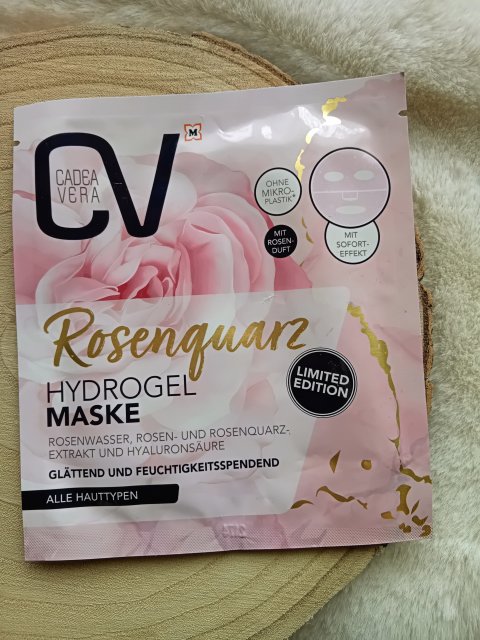 M
CV
CADEA
VERA
OHNE
MIKRO-
PLASTIK*
MIT
ROSEN-
DUFT
MIT
SOFORT-
EFFEKT
Rosenquarz
LIMITED
EDITION
HYDROGEL
MASKE
ROSENWASSER, ROSEN- UND ROSENQUARZ-
EXTRAKT UND HYALURONSÄURE
GLÄTTEND UND FEUCHTIGKEITSSPENDEND
ALLE HAUTTYPEN